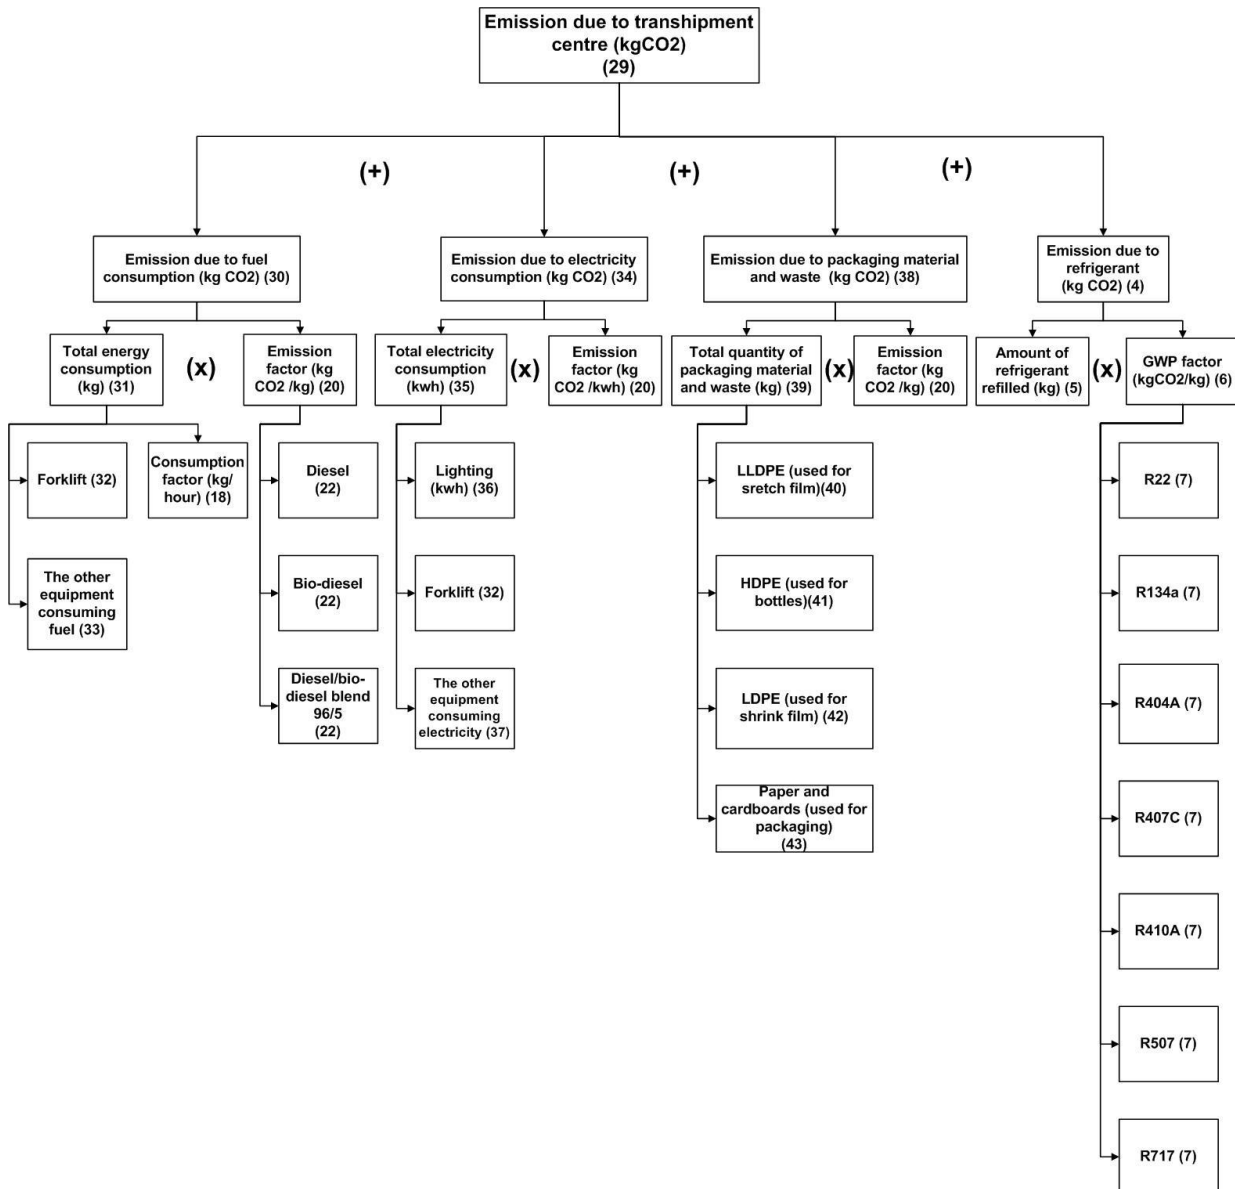 Emission due to transhipment
centre (kgCO2)
(29)
(+)
(+)
(+)
Emission due to fuel
consumption (kg CO2) (30)
Emission due to electricity
consumption (kg CO2) (34)
Emission due to packaging material
and waste (kg CO2) (38)
Emission due to
refrigerant
(kg CO2) (4)
Total energy
consumption
(kg) (31)
(x)
Emission
factor (kg
CO2 /kg) (20)
Total electricity
consumption
(kwh) (35)
(x)
Emission
factor (kg
CO2 /kwh) (20)
Total quantity of
packaging material
and waste (kg) (39)
(x)
Emission
factor (kg
CO2 /kg) (20)
Amount of
refrigerant
refilled (kg) (5)
(x)
GWP factor
(kgCO2/kg) (6)
Forklift (32)
The other
equipment
consuming
fuel (33)
Consumption
factor (kg/
hour) (18)
Diesel
(22)
Bio-diesel
(22)
Diesel/bio-
diesel blend
96/5
(22)
Lighting
(kwh) (36)
Forklift (32)
The other
equipment
consuming
electricity (37)
LLDPE (used for
sretch film)(40)
HDPE (used for
bottles)(41)
LDPE (used for
shrink film) (42)
Paper and
cardboards (used for
packaging)
(43)
R22 (7)
R134a (7)
R404A (7)
R407C (7)
R410A (7)
R507 (7)
R717 (7)